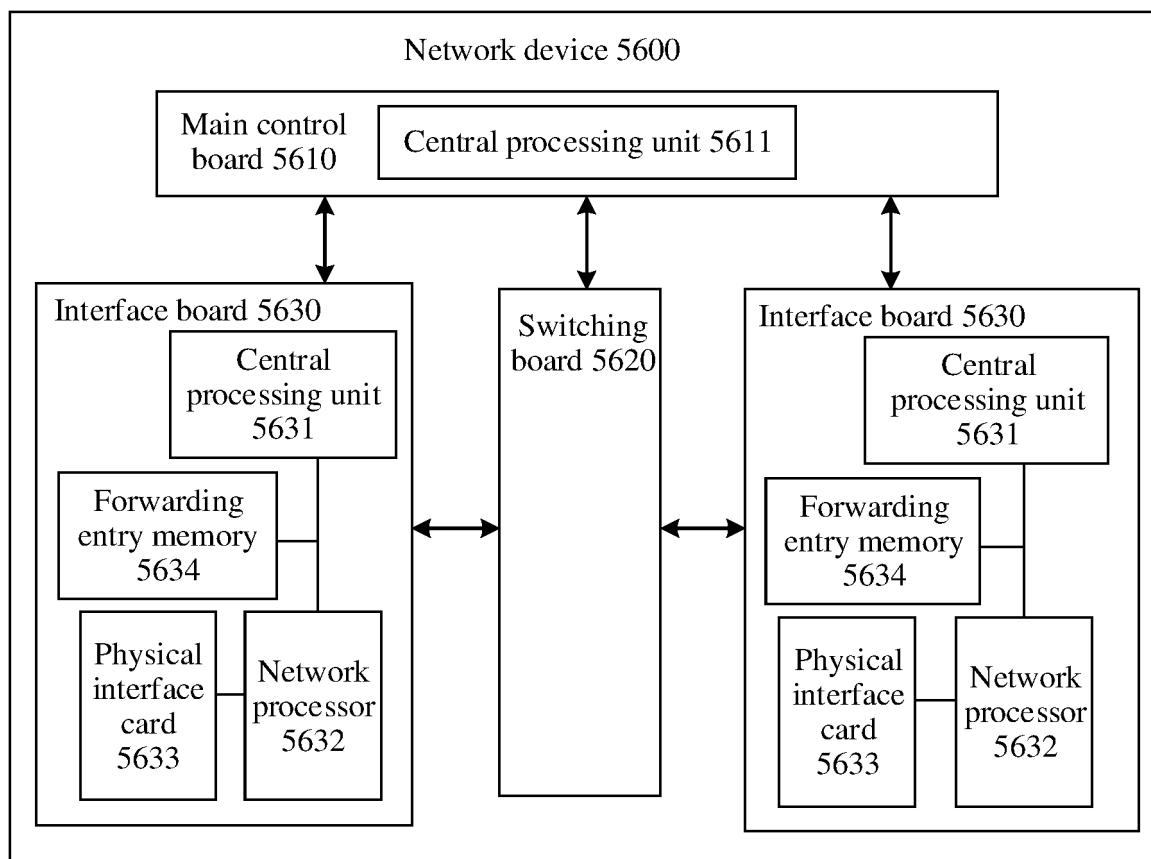 Network device 5600
Main control
board 5610
Central processing unit 5611
Interface board 5630
Central
processing unit
5631
Forwarding
entry memory
5634
Physical
interface
card
5633
Network
processor
5632
Switching
board 5620
Interface board 5630
Central
processing unit
5631
Forwarding
entry memory
5634
Physical
interface
card
5633
Network
processor
5632